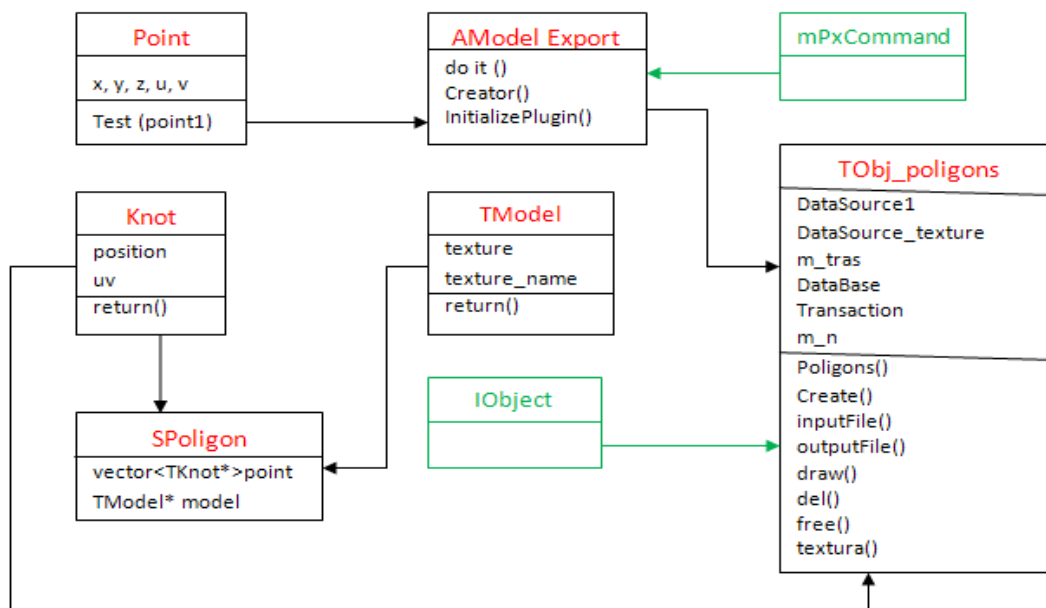 Point
x, y, z, u, v
Test (point1)
AModel Export
do it ()
Creator()
InitializePlugin()
mPxCommand
Knot
position
uv
return()
TModel
texture
texture_name
return()
TObj_poligons
DataSource1
DataSource_texture
m_tras
DataBase
Transaction
m_n
Poligons()
Create()
inputFile()
outputFile()
draw()
del()
free()
textura()
IObject
SPoligon
vector<TKnot*>point
TModel* model